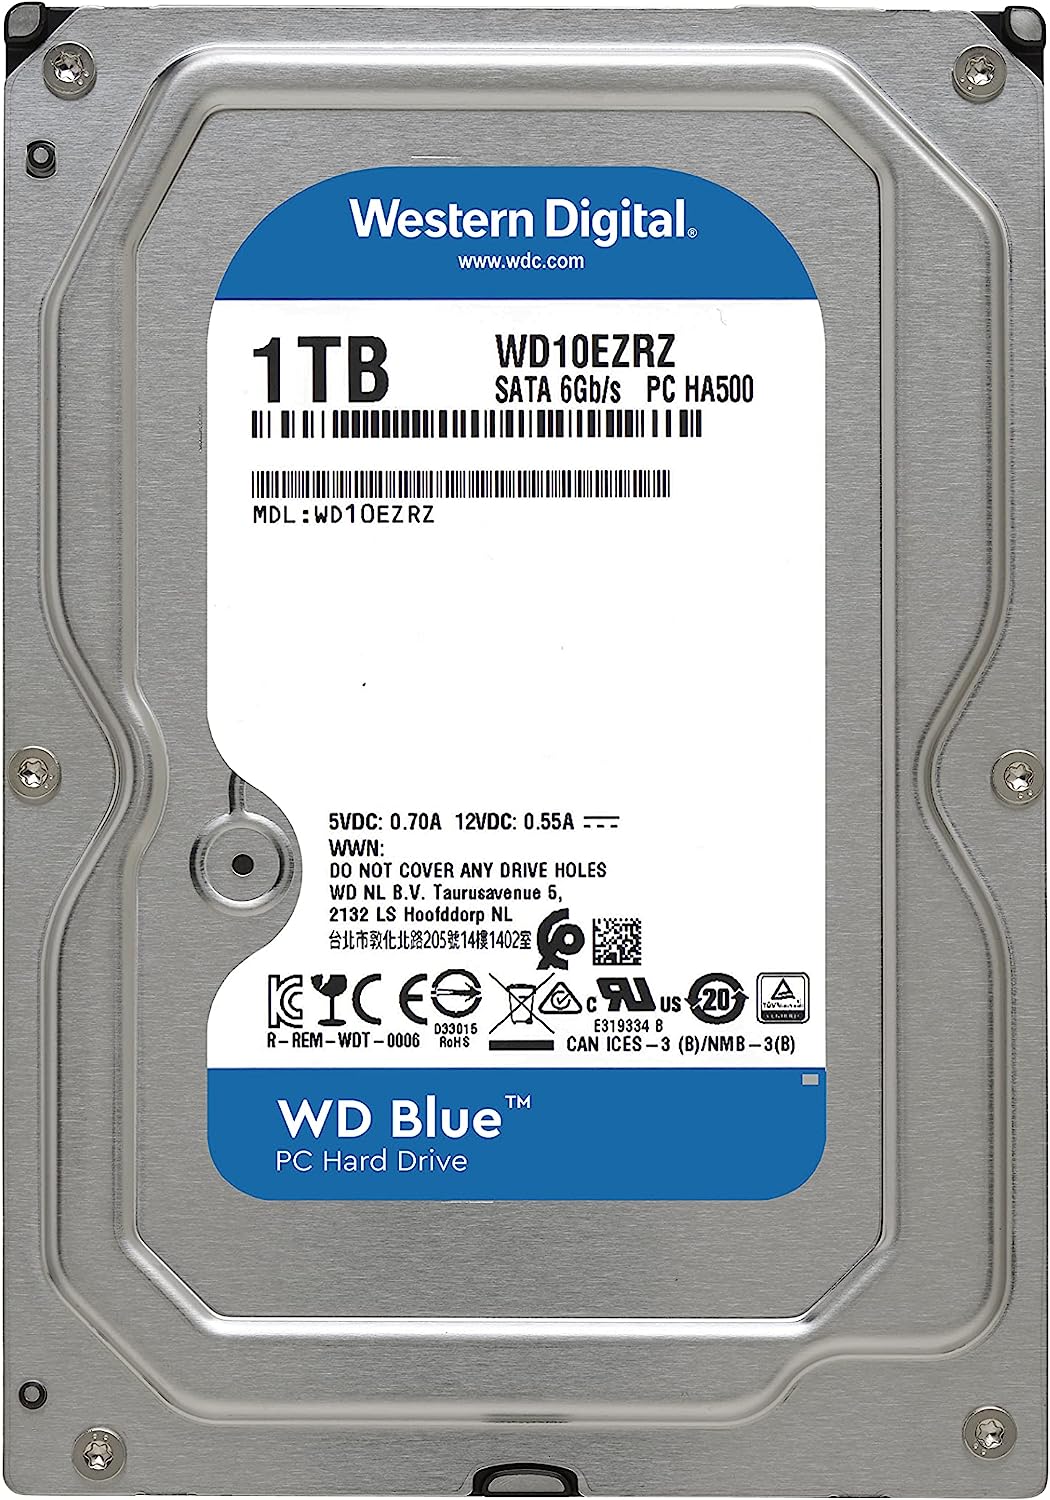 Western Digital®
www.wdc.com
1TB
WD10EZRZ
SATA 6Gb/s PC HA500
MDL:WD10EZRZ
5VDC: 0.70A 12VDC: 0.55A
WWN:
DO NOT COVER ANY DRIVE HOLES
WD NL B.V. Taurusavenue 5,
2132 LS Hoofddorp NL
台北市敦化北路205號14樓1402室
D33015
RoHS
R-REM-WDT-0006
c RU US
E319334 B
20
CAN ICES-3 (B)/NMB-3(B)
WD Blue™
PC Hard Drive